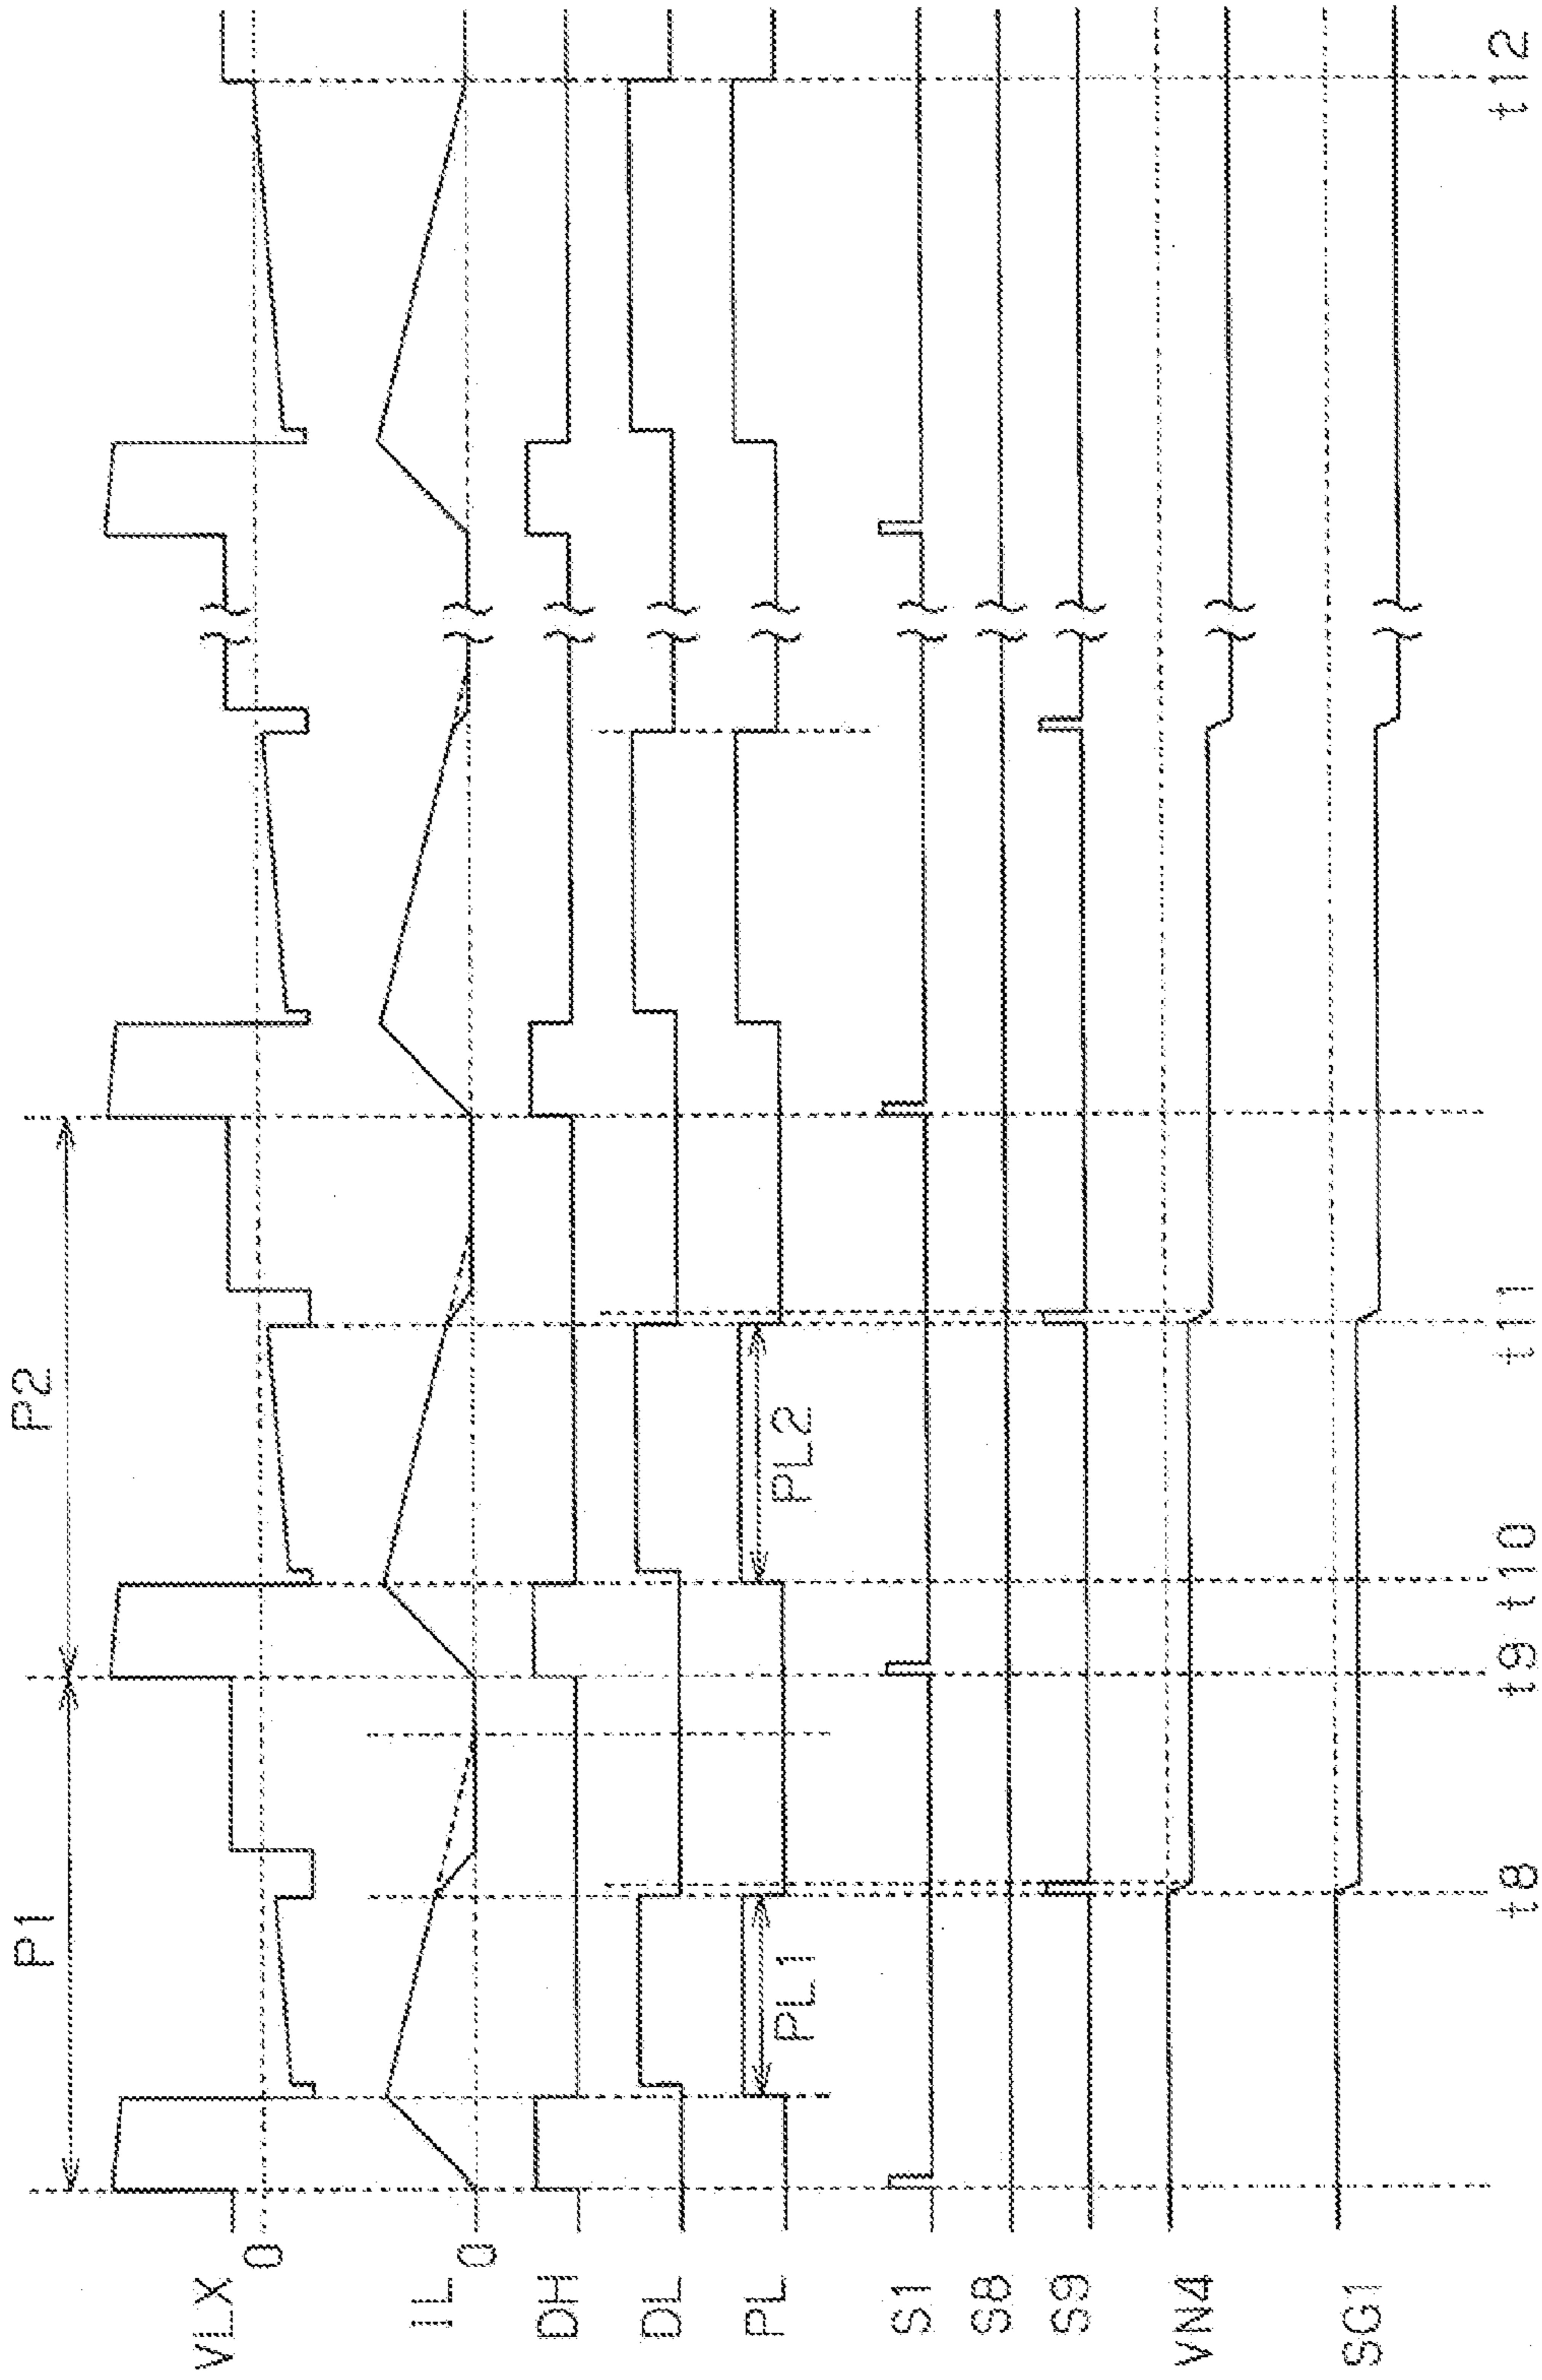 P1
P2
VLX
0
IL
0
DH
DL
PL
PL1
PL2
S1
S8
S9
VN4
SG1
t8
t9
t10
t11
t12